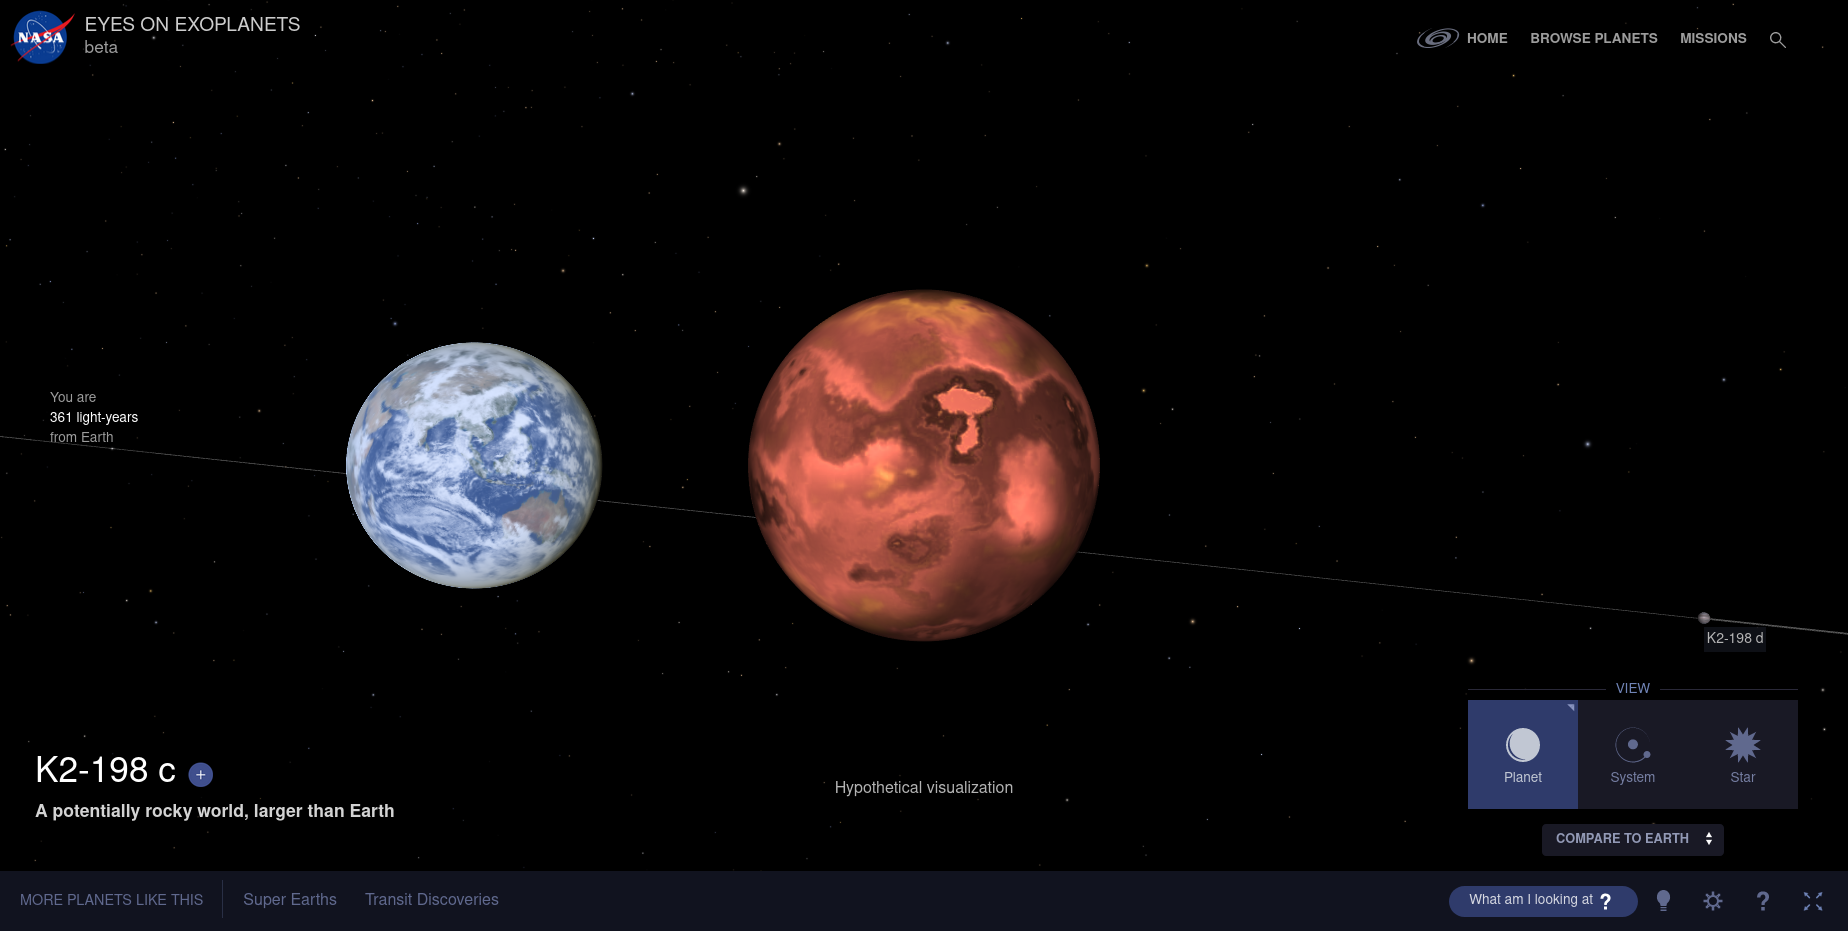 NASA
EYES ON EXOPLANETS
beta
HOME
BROWSE PLANETS
MISSIONS
You are
361 light-years
from Earth
K2-198 d
VIEW
Planet
System
Star
COMPARE TO EARTH
K2-198 c +
A potentially rocky world, larger than Earth
Hypothetical visualization
MORE PLANETS LIKE THIS
Super Earths
Transit Discoveries
What am I looking at ?
?